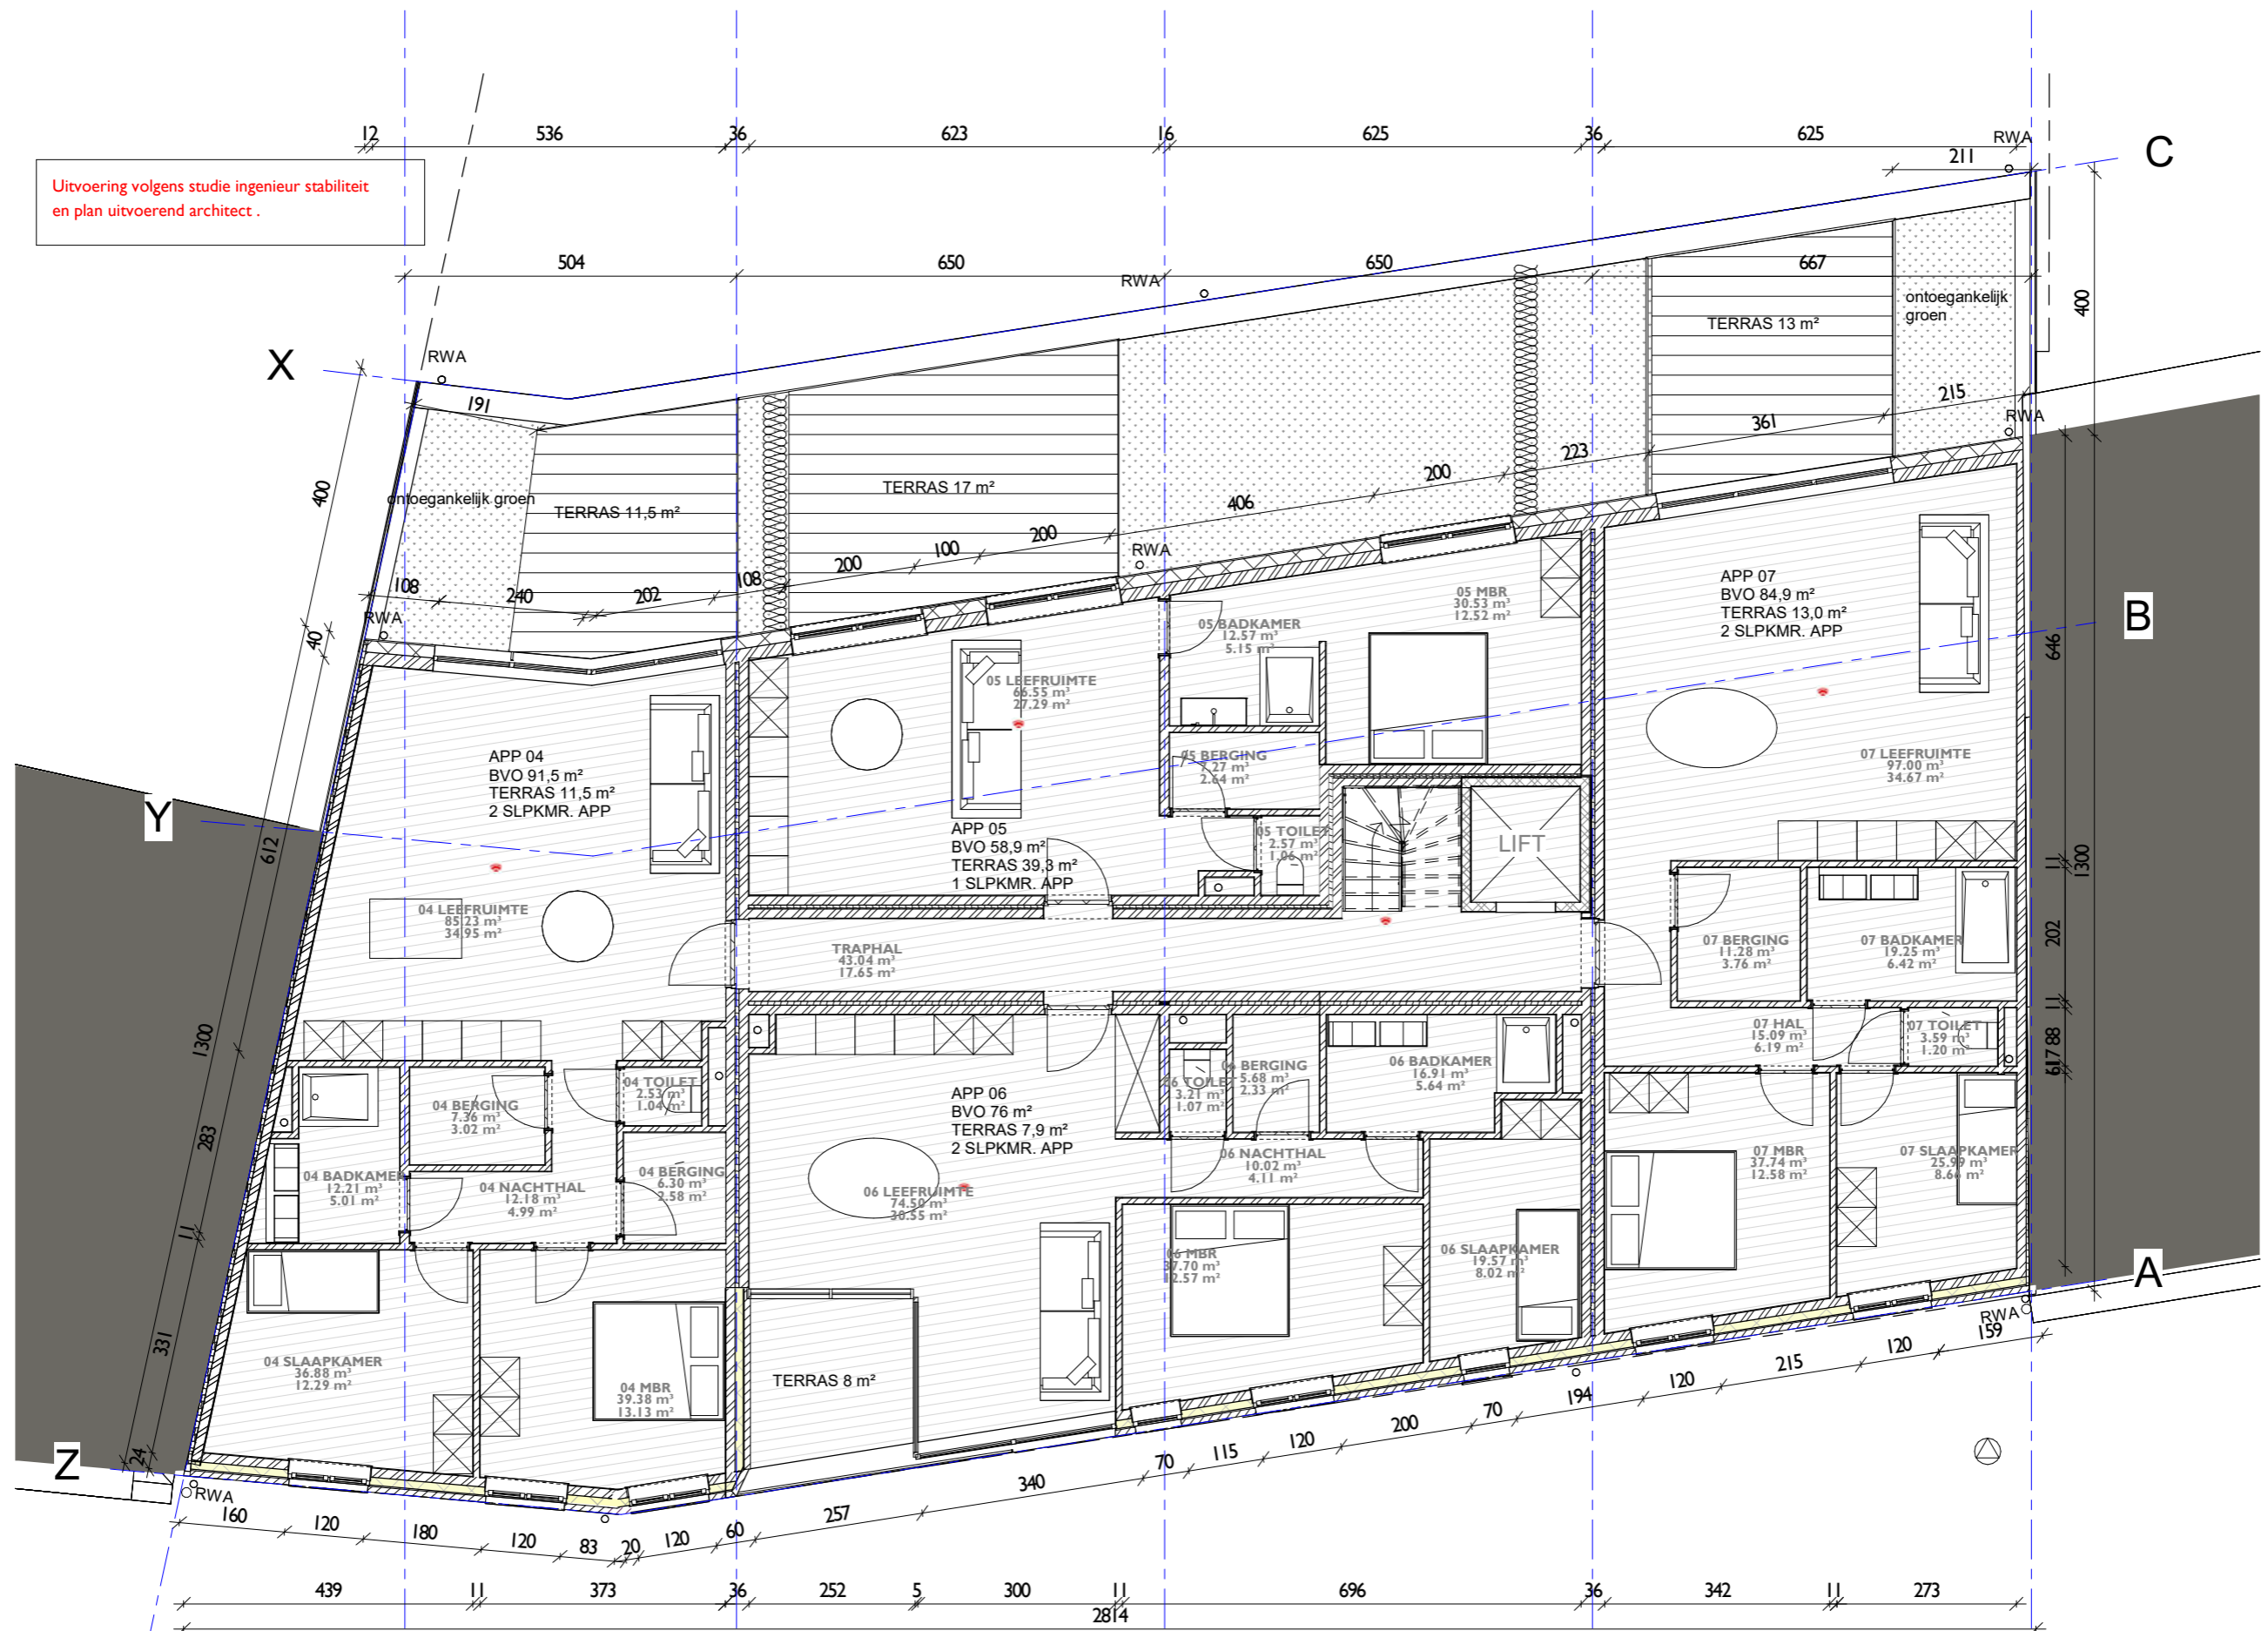 12
536
36
623
16
625
36
625
RWA
211
C
Uitvoering volgens studie ingenieur stabiliteit
en plan uitvoerend architect .
504
650
650
667
RWA
ontoegankelijk
groen
400
TERRAS 13 m²
X
RWA
191
215
RWA
361
223
200
406
400
ontoegankelijk groen
TERRAS 11,5 m²
TERRAS 17 m²
200
100
200
RWA
108
240
202
108
RWA
40
05 MBR
30.53 m³
12.52 m²
APP 07
BVO 84,9 m²
TERRAS 13,0 m²
2 SLPKMR. APP
B
646
05 BADKAMER
12.57 m³
5.15 m²
05 LEEFRUIMTE
66.55 m³
27.29 m²
APP 04
BVO 91,5 m²
TERRAS 11,5 m²
2 SLPKMR. APP
05 BERGING
7.27 m³
2.64 m²
07 LEEFRUIMTE
97.00 m³
34.67 m²
Y
612
APP 05
BVO 58,9 m²
TERRAS 39,3 m²
1 SLPKMR. APP
05 TOILET
2.57 m³
1.06 m²
LIFT
11
1300
04 LEEFRUIMTE
85.23 m³
34.95 m²
TRAPHAL
43.04 m³
17.65 m²
07 BERGING
11.28 m³
3.76 m²
07 BADKAMER
19.25 m³
6.42 m²
202
11
1300
07 HAL
15.09 m³
6.19 m²
07 TOILET
3.59 m³
1.20 m²
88
617
04 TOILET
2.53 m³
1.04 m²
04 BERGING
7.36 m³
3.02 m²
APP 06
BVO 76 m²
TERRAS 7,9 m²
2 SLPKMR. APP
06 TOILET
3.21 m³
1.07 m²
06 BERGING
5.68 m³
2.33 m²
06 BADKAMER
16.91 m³
5.64 m²
283
04 BADKAMER
12.21 m³
5.01 m²
04 NACHTHAL
12.18 m³
4.99 m²
04 BERGING
6.30 m³
2.58 m²
06 LEEFRUIMTE
74.50 m³
30.55 m²
06 NACHTHAL
10.02 m³
4.11 m²
07 MBR
37.74 m³
12.58 m²
07 SLAAPKAMER
25.99 m³
8.66 m²
11
06 MBR
37.70 m³
12.57 m²
06 SLAAPKAMER
19.57 m³
8.02 m²
A
331
04 SLAAPKAMER
36.88 m³
12.29 m²
04 MBR
39.38 m³
13.13 m²
TERRAS 8 m²
RWA
Z
24
RWA
160
120
180
120
83
20
120
60
257
340
70
115
120
200
70
194
120
215
120
159
439
11
373
36
252
5
300
11
696
36
342
11
273
2814